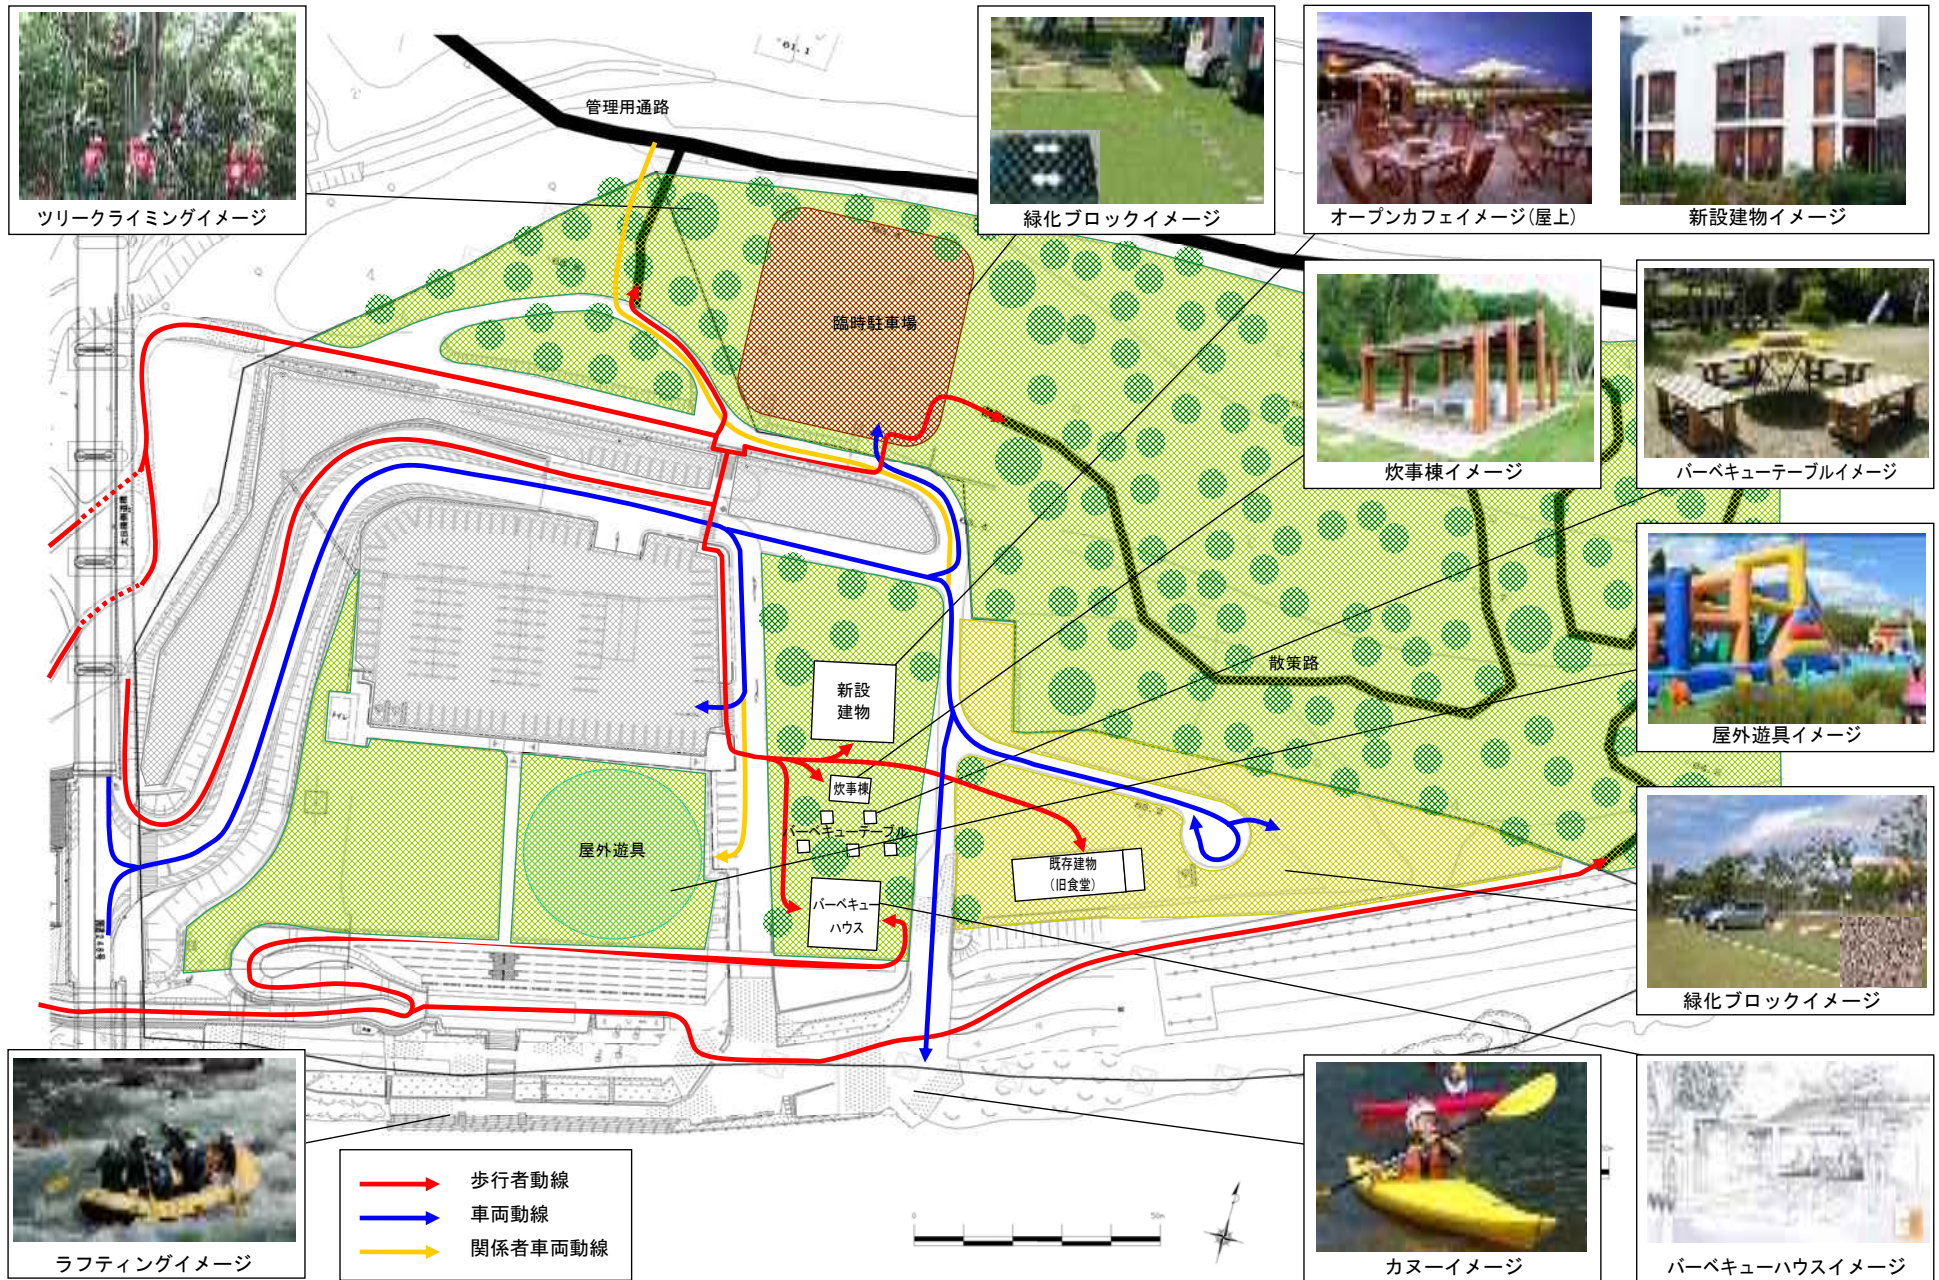 管理用通路
ツリークライミングイメージ
緑化ブロックイメージ
オープンカフェイメージ(屋上)
新設建物イメージ
臨時駐車場
炊事棟イメージ
バーベキューテーブルイメージ
散策路
新設
建物
トイレ
屋外遊具イメージ
炊事棟
バーベキューテーブル
屋外遊具
既存建物
(旧食堂)
バーベキュー
ハウス
緑化ブロックイメージ
歩行者動線
車両動線
関係者車両動線
0
50m
ラフティングイメージ
カヌーイメージ
バーベキューハウスイメージ